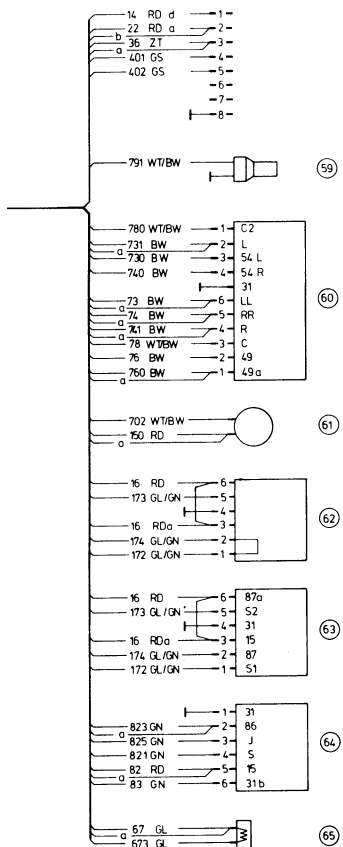 14 RD d 1
22 RD a 2
b
36 ZT 3
a
401 GS 4
402 GS 5
6
7
8
791 WT/BW
59
780 WT/BW 1 C2
731 BW 2 L
a
730 BW 3 54 L
740 BW 4 54 R
31
73 BW 6 LL
a
74 BW 5 RR
a
741 BW 4 R
a
78 WT/BW 3 C
76 BW 2 49
760 BW 1 49a
a
60
702 WT/BW
150 RD
a
61
16 RD 6
173 GL/GN 5
4
16 RDa 3
174 GL/GN 2
172 GL/GN 1
62
16 RD 6 87a
173 GL/GN 5 S2
4 31
16 RDa 3 15
174 GL/GN 2 87
172 GL/GN 1 S1
63
1 31
823 GN 2 86
a
825 GN 3 J
821 GN 4 S
82 RD 5 15
a
83 GN 6 31b
64
67 GL
a
673 GL
65